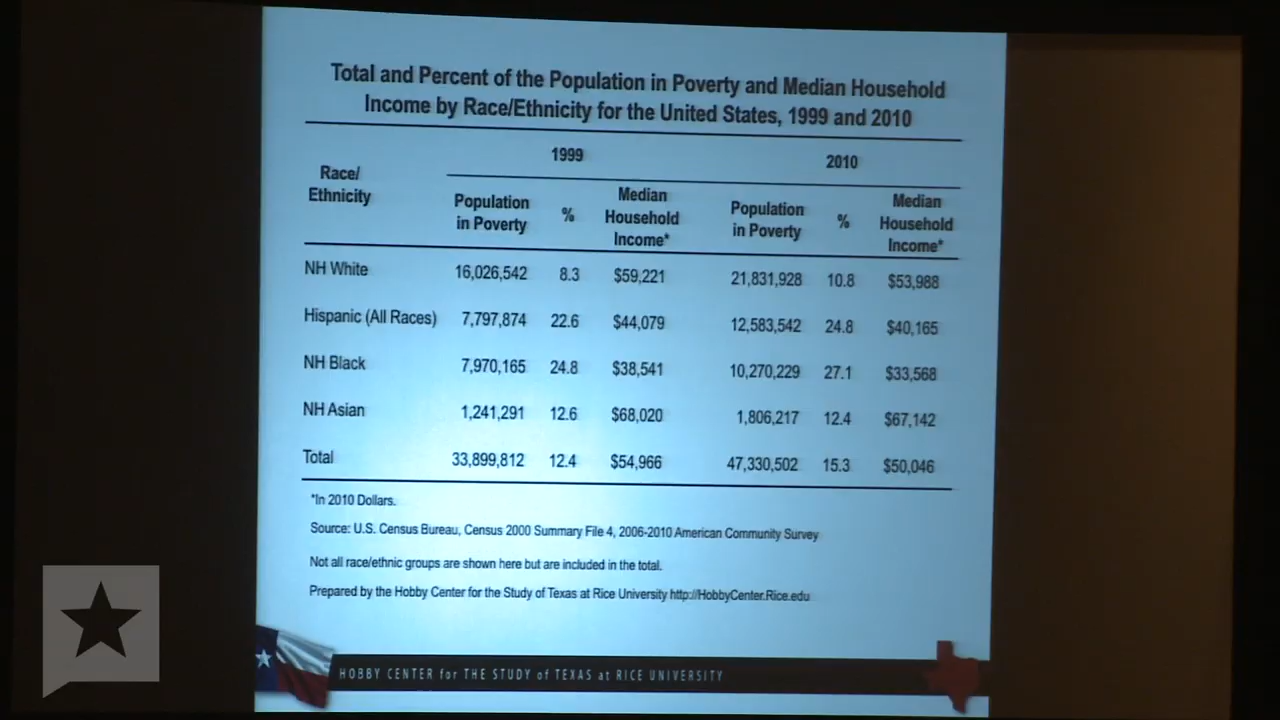 Total and Percent of the Population in Poverty and Median Household
Income by Race/Ethnicity for the United States, 1999 and 2010
1999 2010
Race/
Ethnicity
Population
in Poverty
%
Median
Household
Income*
Population
in Poverty
%
Median
Household
Income*
NH White 16,026,542 8.3 $59,221 21,831,928 10.8 $53,988
Hispanic (All Races) 7,797,874 22.6 $44,079 12,583,542 24.8 $40,165
NH Black 7,970,165 24.8 $38,541 10,270,229 27.1 $33,568
NH Asian 1,241,291 12.6 $68,020 1,806,217 12.4 $67,142
Total 33,899,812 12.4 $54,966 47,330,502 15.3 $50,046
*In 2010 Dollars.
Source: U.S. Census Bureau, Census 2000 Summary File 4, 2006-2010 American Community Survey
Not all race/ethnic groups are shown here but are included in the total.
Prepared by the Hobby Center for the Study of Texas at Rice University http://HobbyCenter.Rice.edu
HOBBY CENTER for THE STUDY of TEXAS at RICE UNIVERSITY